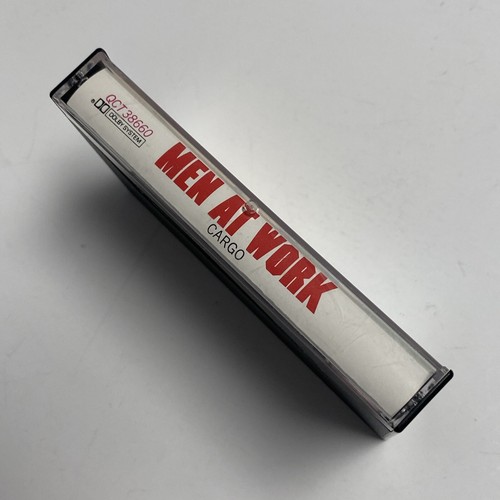 QCT 38660
DOLBY SYSTEM
MEN AT WORK
CARGO